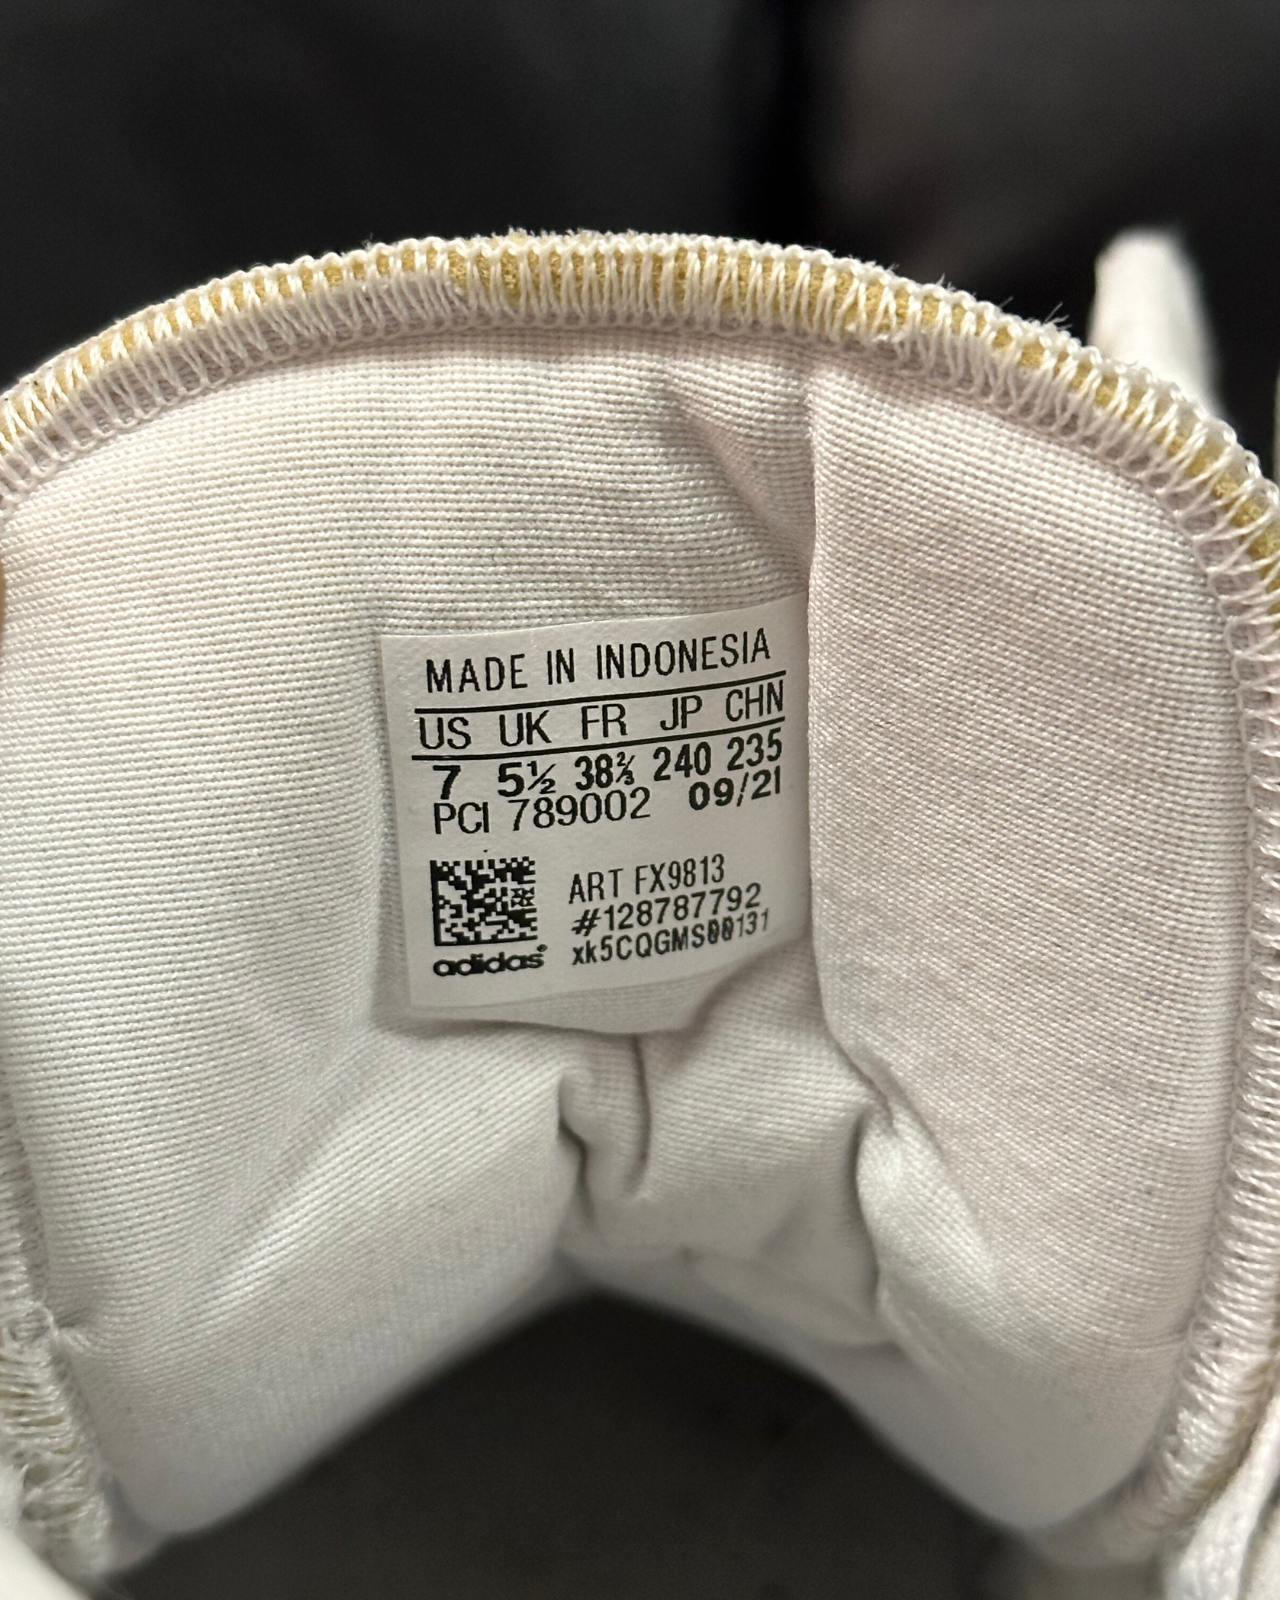 MADE IN INDONESIA
US UK FR JP CHN
7 5½ 38⅔ 240 235
PCI 789002 09/21
ART FX9813
#128787792
xk5CQGMS00131
adidas®